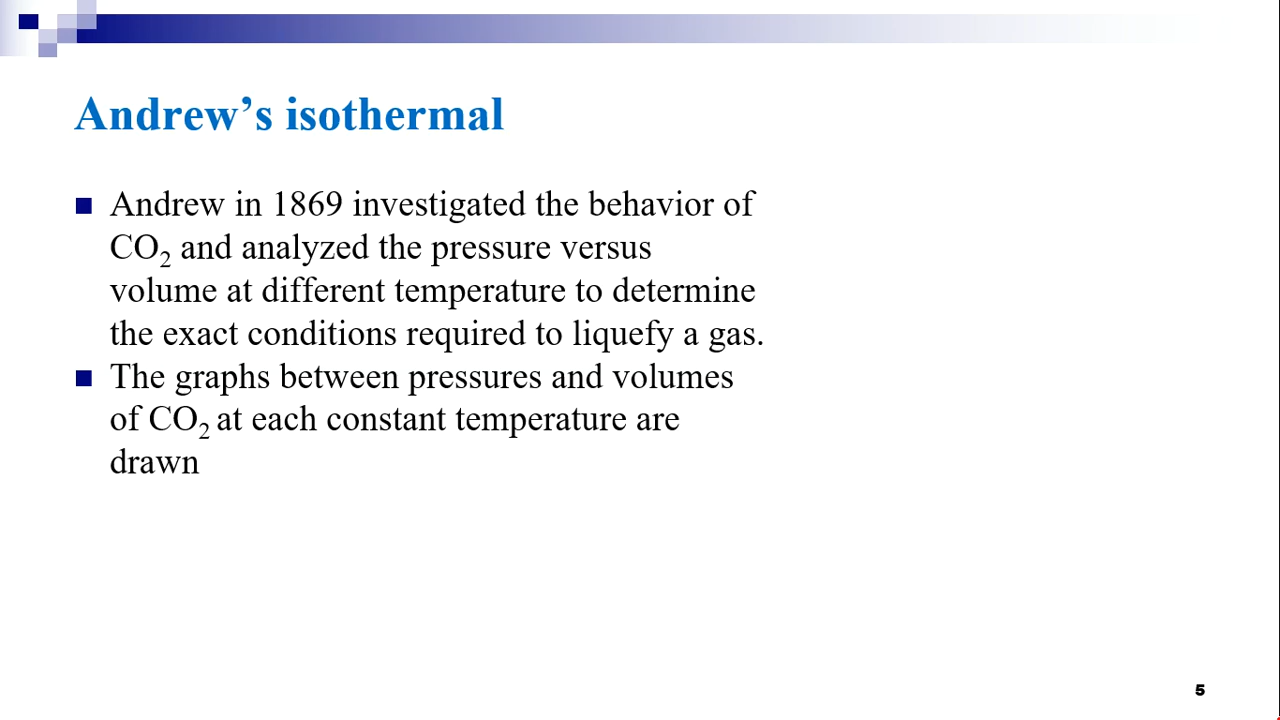 Andrew’s isothermal
Andrew in 1869 investigated the behavior of
CO₂ and analyzed the pressure versus
volume at different temperature to determine
the exact conditions required to liquefy a gas.
The graphs between pressures and volumes
of CO₂ at each constant temperature are
drawn
5